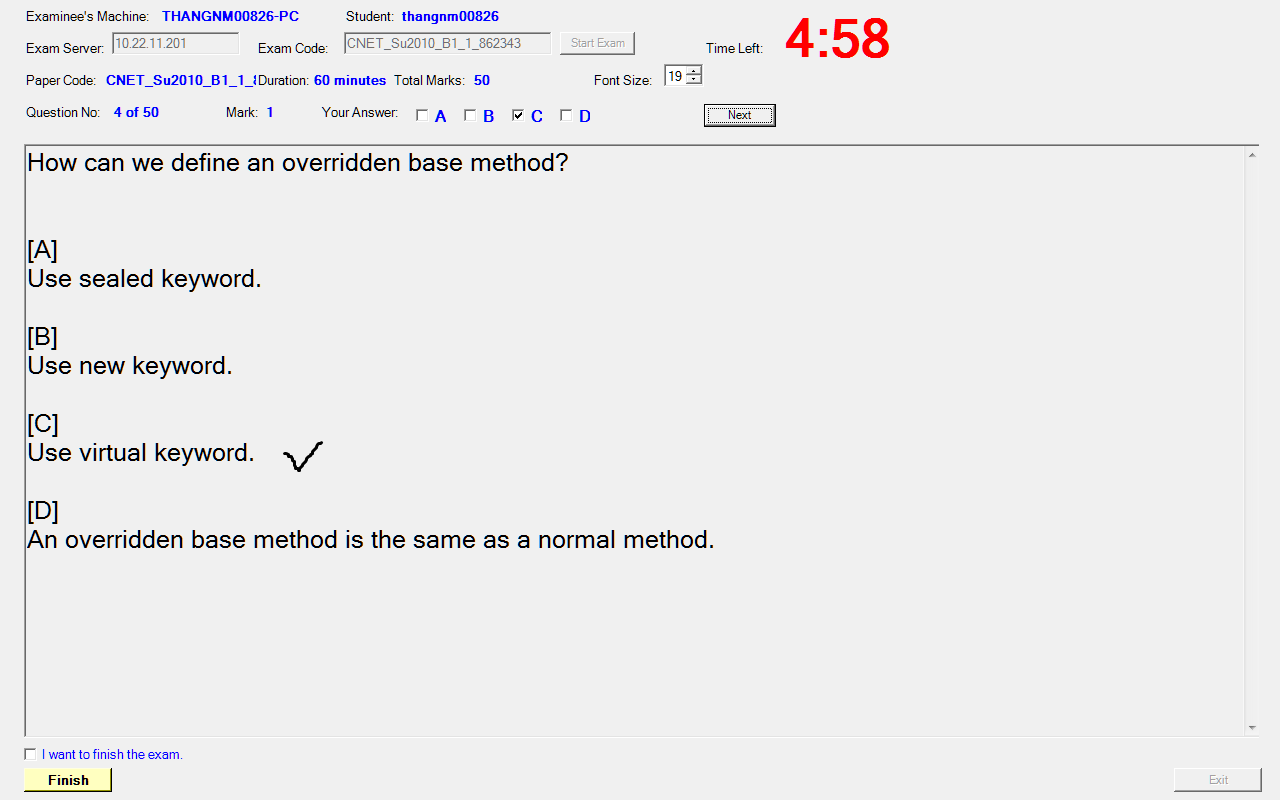 Examinee's Machine: THANGNM00826-PC Student: thangnm00826
Exam Server: 10.22.11.201 Exam Code: CNET_Su2010_B1_1_862343 Start Exam Time Left: 4:58
Paper Code: CNET_Su2010_B1_1_ Duration: 60 minutes Total Marks: 50 Font Size: 19
Question No: 4 of 50 Mark: 1 Your Answer: A B C D Next
How can we define an overridden base method?
[A]
Use sealed keyword.
[B]
Use new keyword.
[C]
Use virtual keyword.
[D]
An overridden base method is the same as a normal method.
I want to finish the exam.
Finish Exit